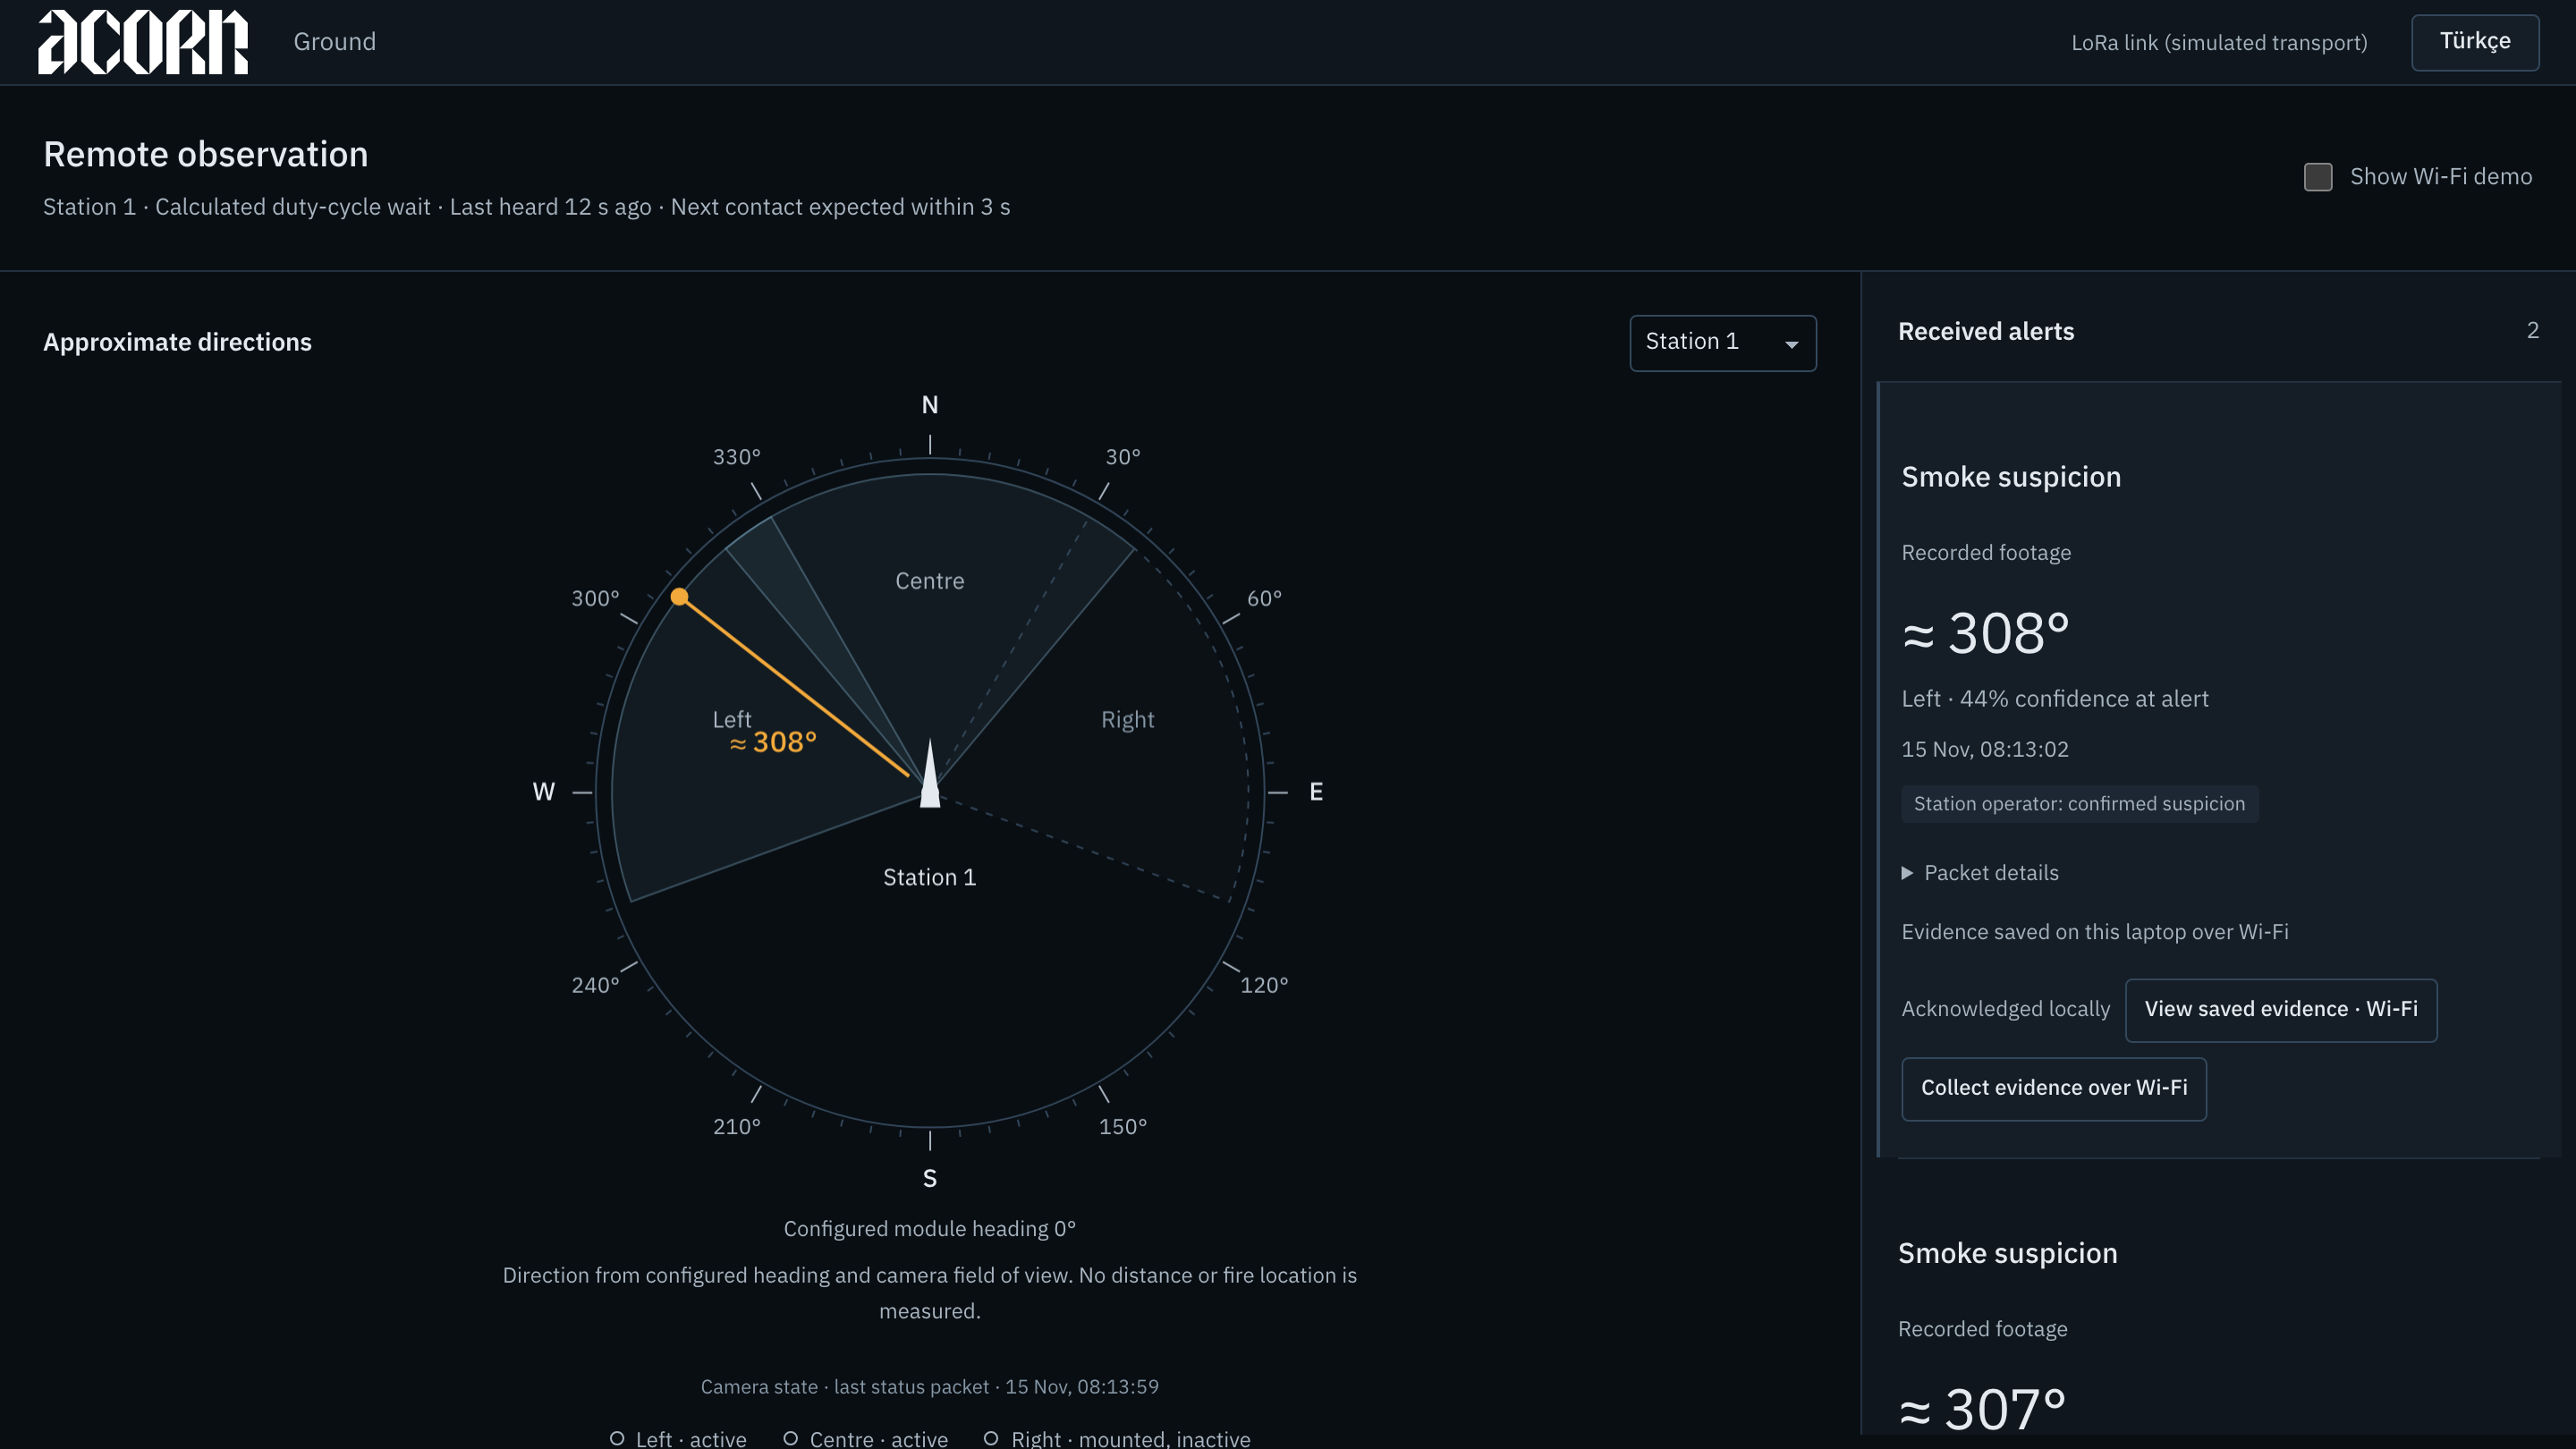 acorn
Ground
LoRa link (simulated transport)
Türkçe
Remote observation
Station 1 · Calculated duty-cycle wait · Last heard 12 s ago · Next contact expected within 3 s
Show Wi-Fi demo
Approximate directions
Station 1
N
330°
30°
300°
60°
Centre
Left
≈ 308°
Right
W
E
Station 1
240°
120°
210°
150°
S
Configured module heading 0°
Direction from configured heading and camera field of view. No distance or fire location is
measured.
Camera state · last status packet · 15 Nov, 08:13:59
Left · active
Centre · active
Right · mounted, inactive
Received alerts
2
Smoke suspicion
Recorded footage
≈ 308°
Left · 44% confidence at alert
15 Nov, 08:13:02
Station operator: confirmed suspicion
Packet details
Evidence saved on this laptop over Wi-Fi
Acknowledged locally
View saved evidence · Wi-Fi
Collect evidence over Wi-Fi
Smoke suspicion
Recorded footage
≈ 307°